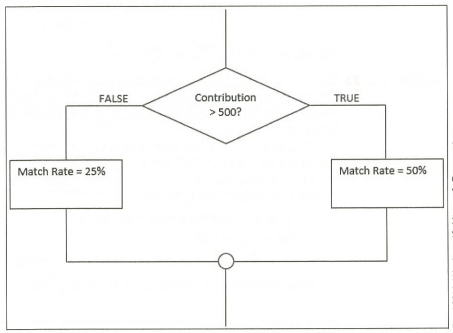 FALSE
Contribution
> 500?
TRUE
Match Rate = 25%
Match Rate = 50%